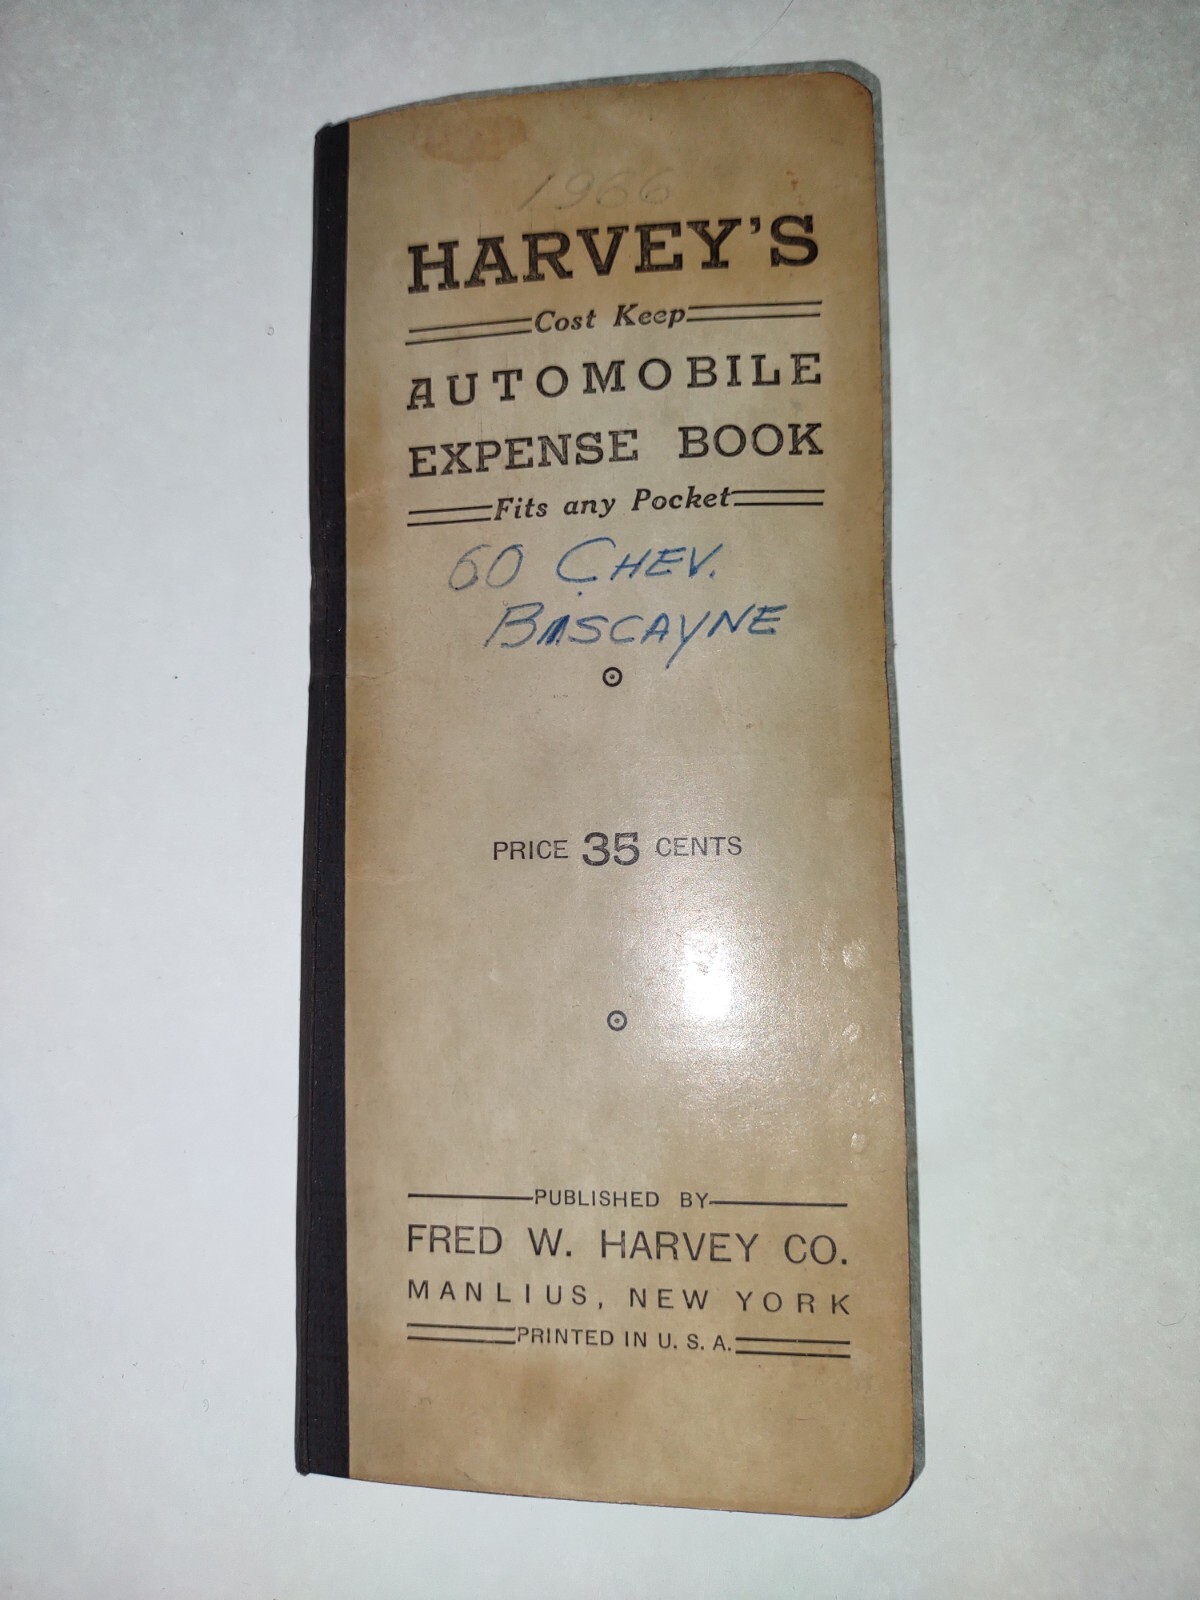 1966
HARVEY'S
Cost Keep
AUTOMOBILE
EXPENSE BOOK
Fits any Pocket
60 CHEV.
BISCAYNE
PRICE 35 CENTS
PUBLISHED BY
FRED W. HARVEY CO.
MANLIUS, NEW YORK
PRINTED IN U. S. A.